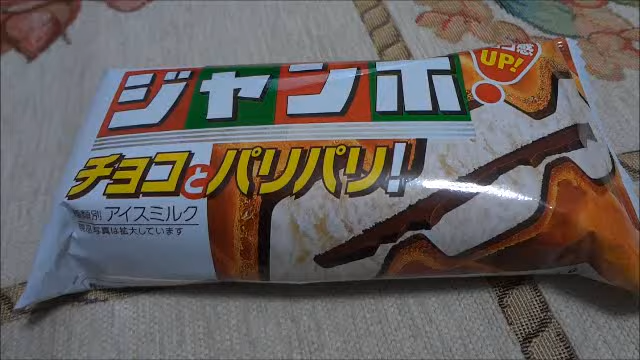 ジャンボ
UP!
チョコとパリパリ!
種類別 アイスミルク
商品写真は拡大しています